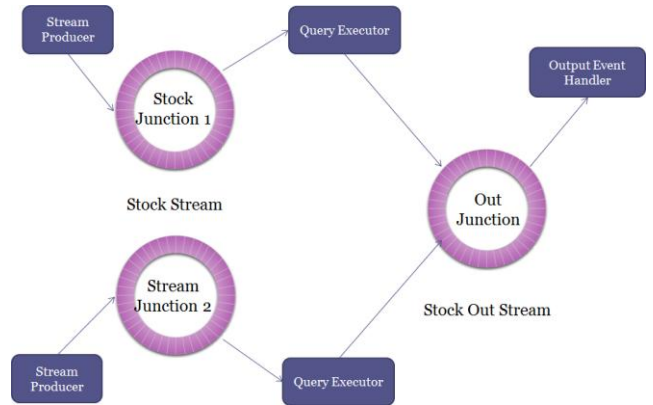 Stream
Producer
Query Executor
Stock
Junction 1
Output Event
Handler
Stock Stream
Out
Junction
Stream
Junction 2
Stock Out Stream
Stream
Producer
Query Executor